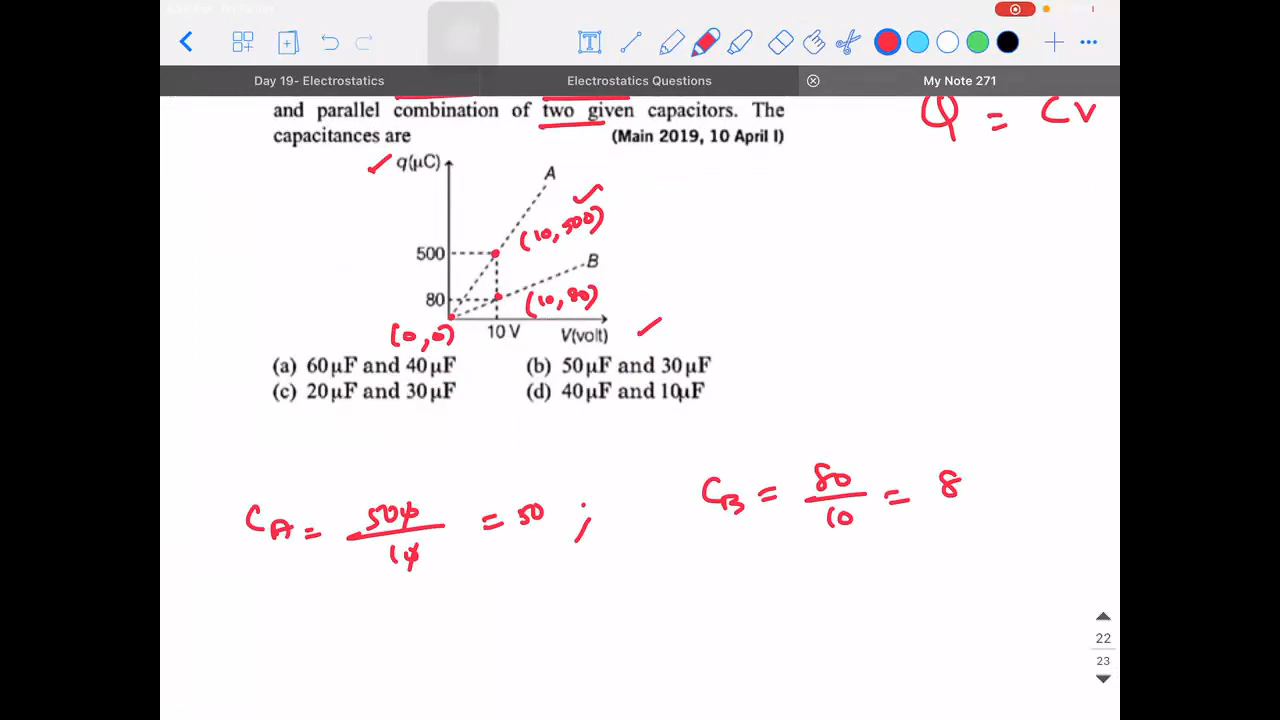 Day 19- Electrostatics
Electrostatics Questions
My Note 271
and parallel combination of two given capacitors. The
capacitances are
(Main 2019, 10 April I)
Q = CV
q(μC)
A
(10, 500)
500
B
80
(10, 80)
(0, 0)
10 V
V(volt)
(a) 60μF and 40μF
(b) 50μF and 30μF
(c) 20μF and 30μF
(d) 40μF and 10μF
CA = 500/10 = 50 ;
CB = 80/10 = 8
22
23